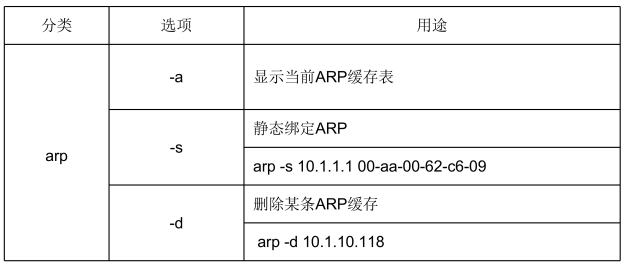 分类 选项 用途
-a 显示当前ARP缓存表
静态绑定ARP
-s
arp arp -s 10.1.1.1 00-aa-00-62-c6-09
删除某条ARP缓存
-d
arp -d 10.1.10.118